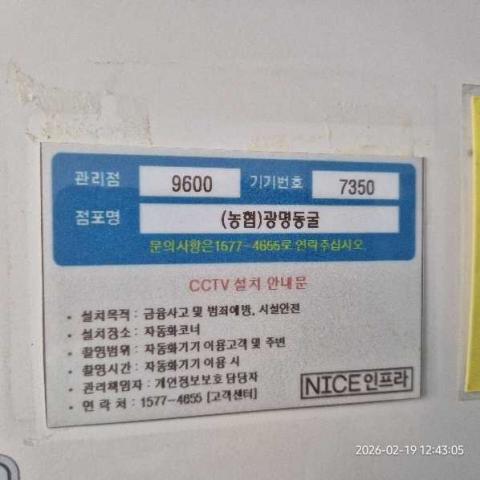 관리점 9600 기기번호 7350
점포명 (농협)광명동굴
문의사항은1577-4655로 연락주십시오.
CCTV 설치 안내문
• 설치목적 : 금융사고 및 범죄예방, 시설안전
• 설치장소 : 자동화코너
• 촬영범위 : 자동화기기 이용고객 및 주변
• 촬영시간 : 자동화기기 이용 시
• 관리책임자 : 개인정보보호 담당자
• 연 락 처 : 1577-4655 [고객센터]
NICE인프라
2026-02-19 12:43:05